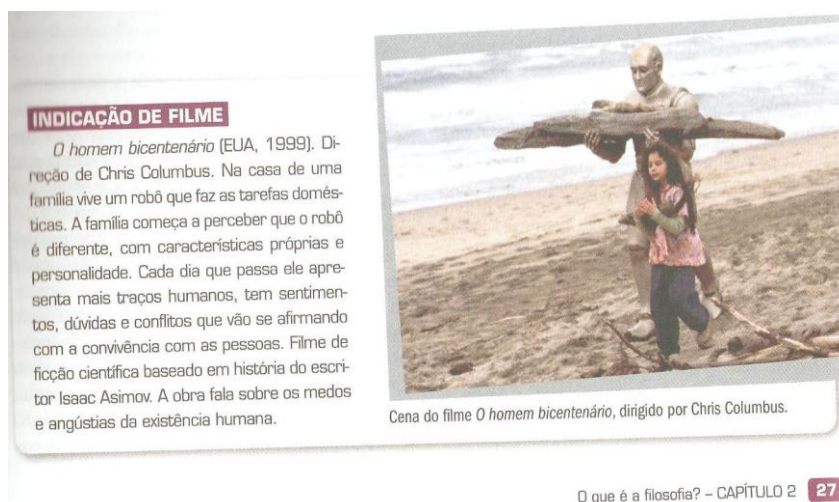 INDICAÇÃO DE FILME
O homem bicentenário (EUA, 1999). Di-
reção de Chris Columbus. Na casa de uma
família vive um robô que faz as tarefas domés-
ticas. A família começa a perceber que o robô
é diferente, com características próprias e
personalidade. Cada dia que passa ele apre-
senta mais traços humanos, tem sentimen-
tos, dúvidas e conflitos que vão se afirmando
com a convivência com as pessoas. Filme de
ficção científica baseado em história do escri-
tor Isaac Asimov. A obra fala sobre os medos
e angústias da existência humana.
Cena do filme O homem bicentenário, dirigido por Chris Columbus.
O que é a filosofia? – CAPÍTULO 2 27